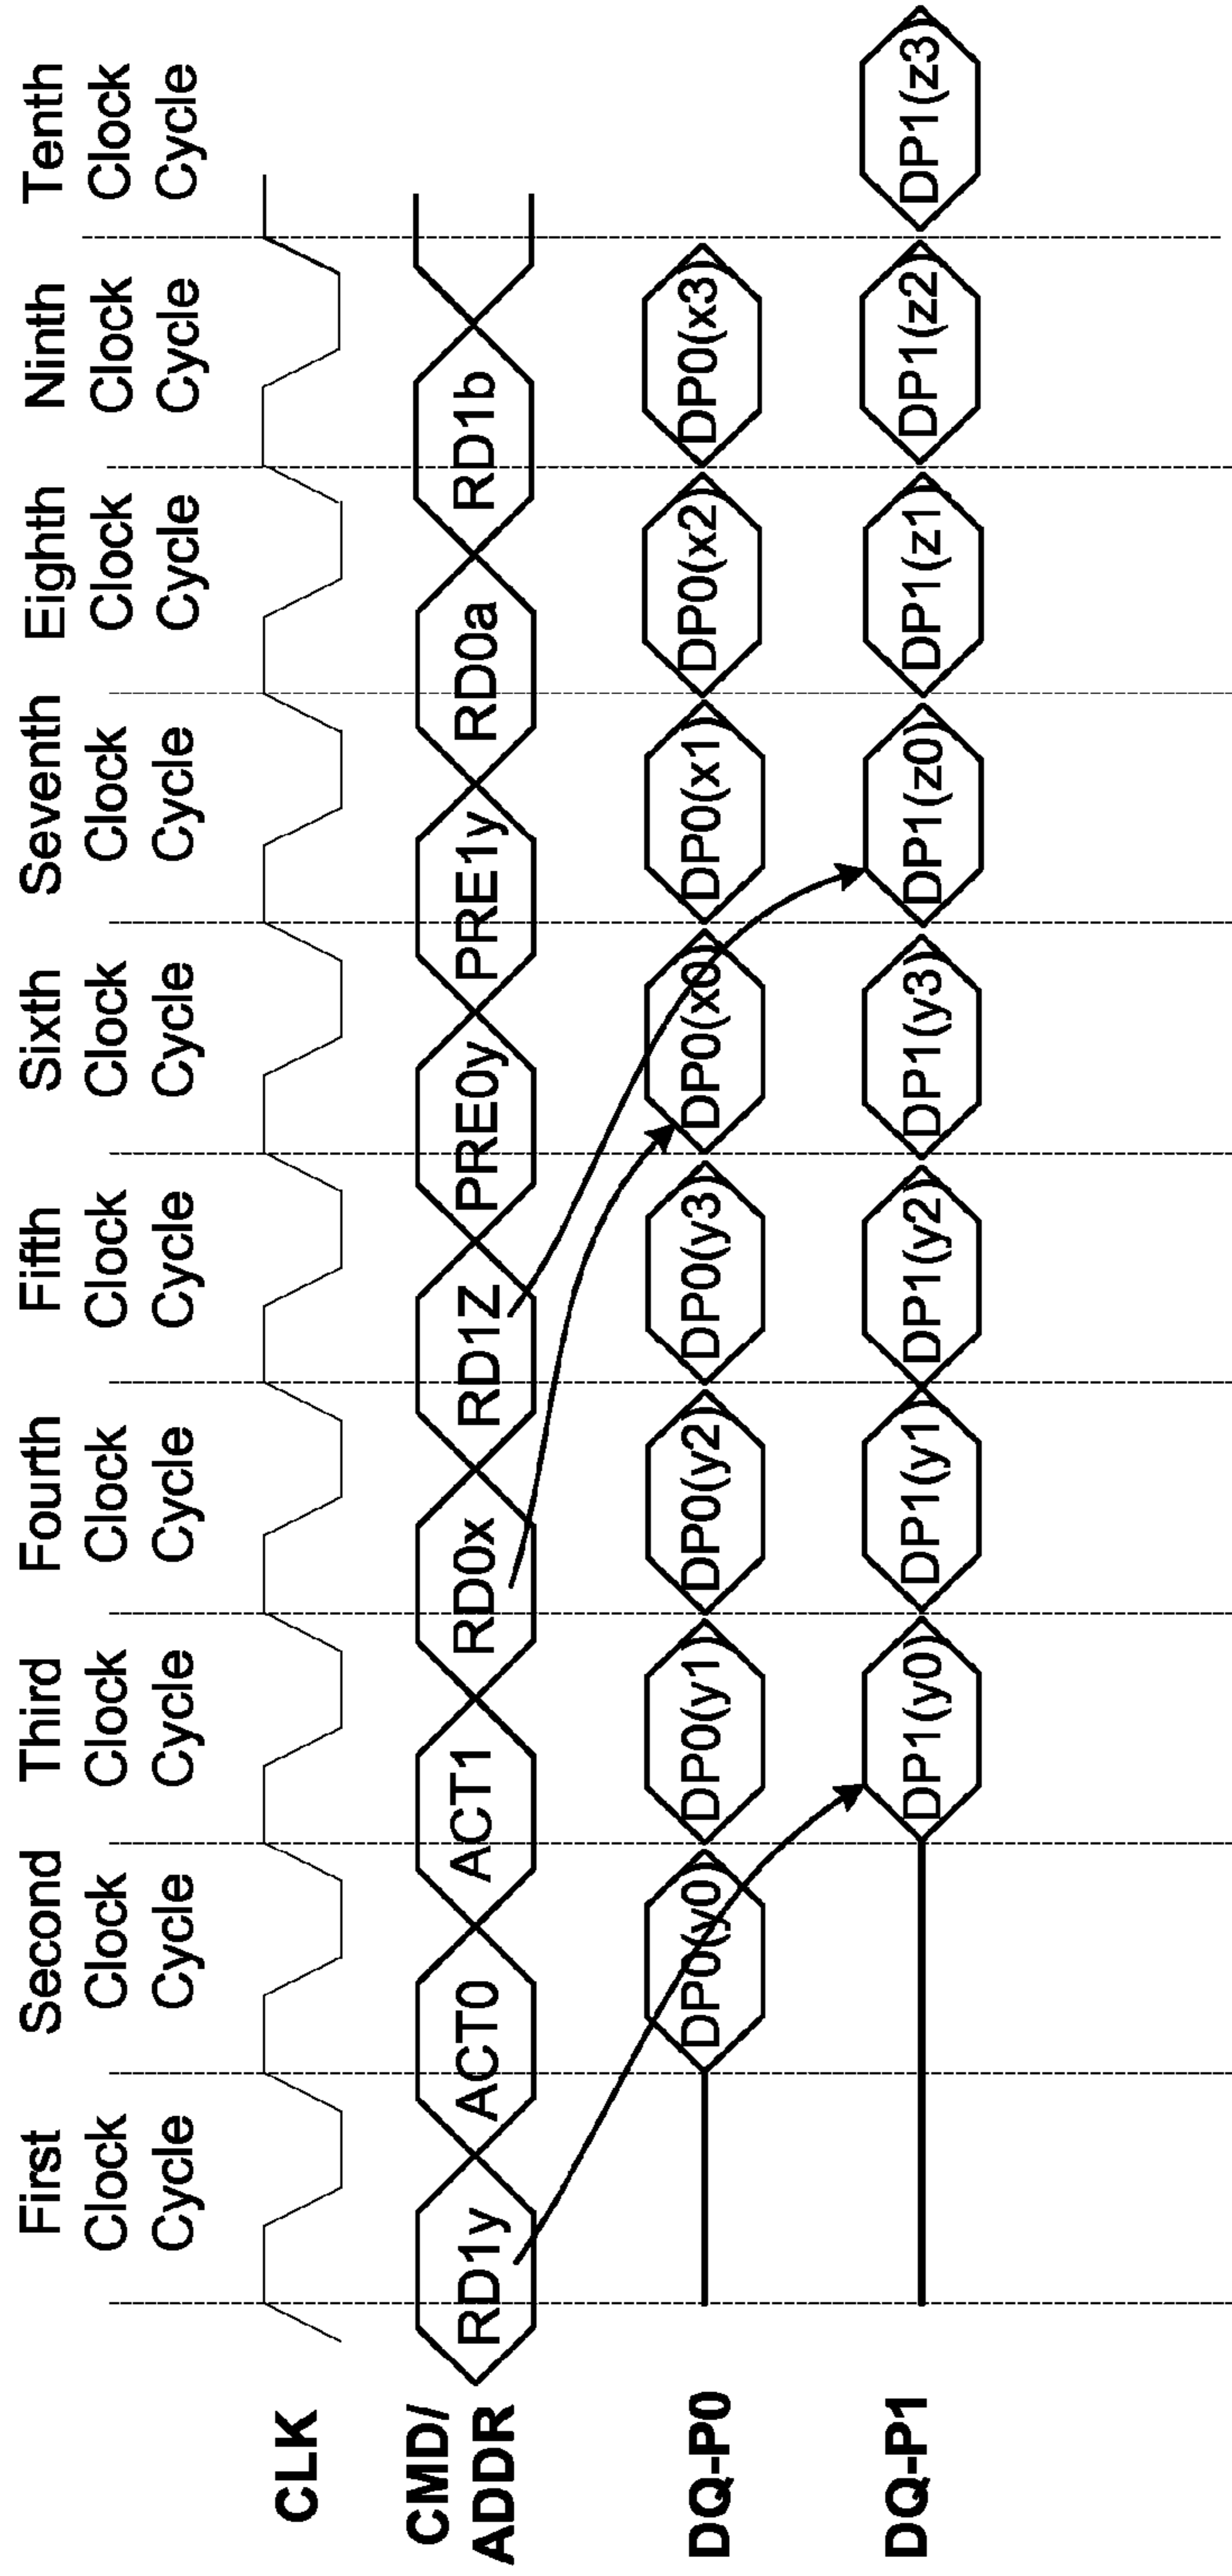 First
Clock
Cycle
Second
Clock
Cycle
Third
Clock
Cycle
Fourth
Clock
Cycle
Fifth
Clock
Cycle
Sixth
Clock
Cycle
Seventh
Clock
Cycle
Eighth
Clock
Cycle
Ninth
Clock
Cycle
Tenth
Clock
Cycle
CLK
CMD/
ADDR
RD1y
ACT0
ACT1
RD0x
RD1Z
PRE0y
PRE1y
RD0a
RD1b
DQ-P0
DP0(y0)
DP0(y1)
DP0(y2)
DP0(y3)
DP0(x0)
DP0(x1)
DP0(x2)
DP0(x3)
DQ-P1
DP1(y0)
DP1(y1)
DP1(y2)
DP1(y3)
DP1(z0)
DP1(z1)
DP1(z2)
DP1(z3)